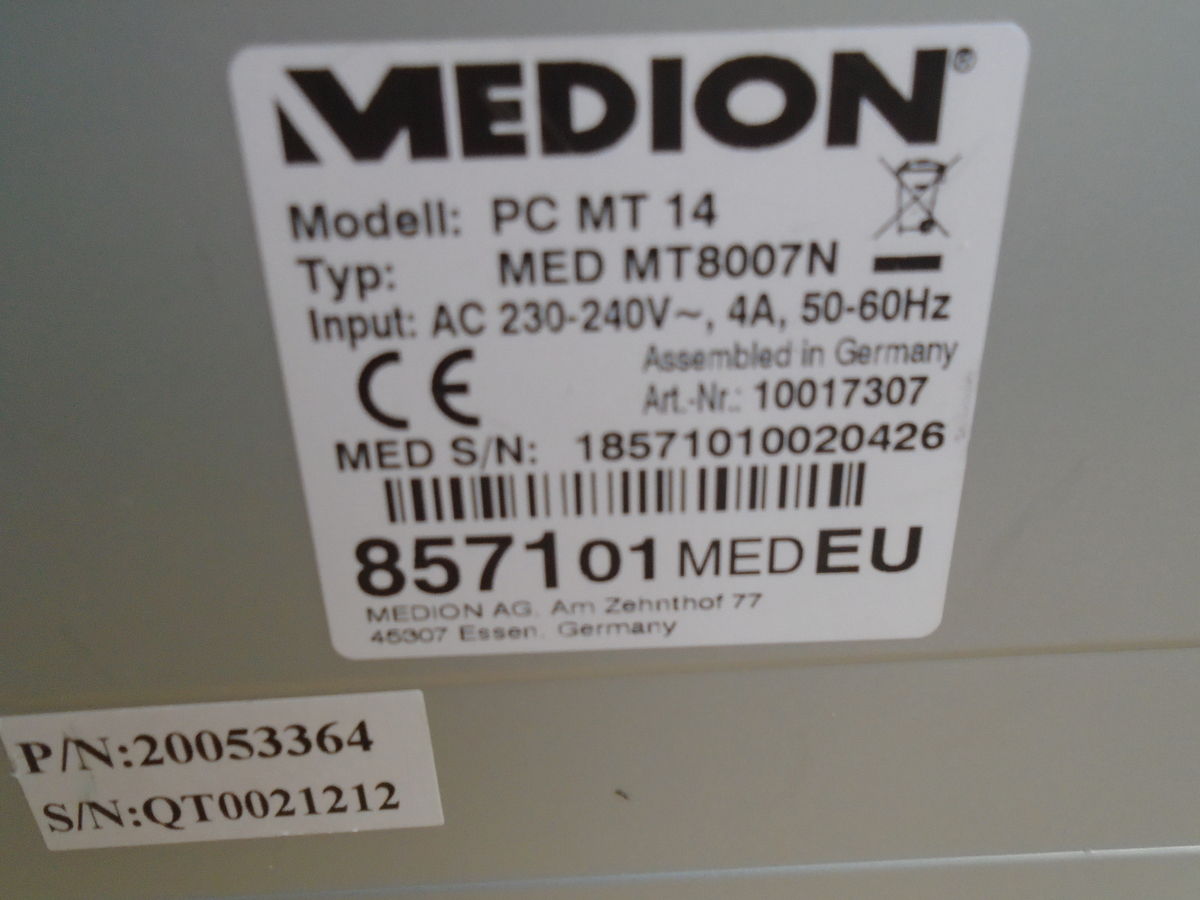 MEDION®
Modell: PC MT 14
Typ: MED MT8007N
Input: AC 230-240V~, 4A, 50-60Hz
CE
Assembled in Germany
Art.-Nr.: 10017307
MED S/N: 18571010020426
857101 MED EU
MEDION AG. Am Zehnthof 77
45307 Essen. Germany
P/N:20053364
S/N:QT0021212